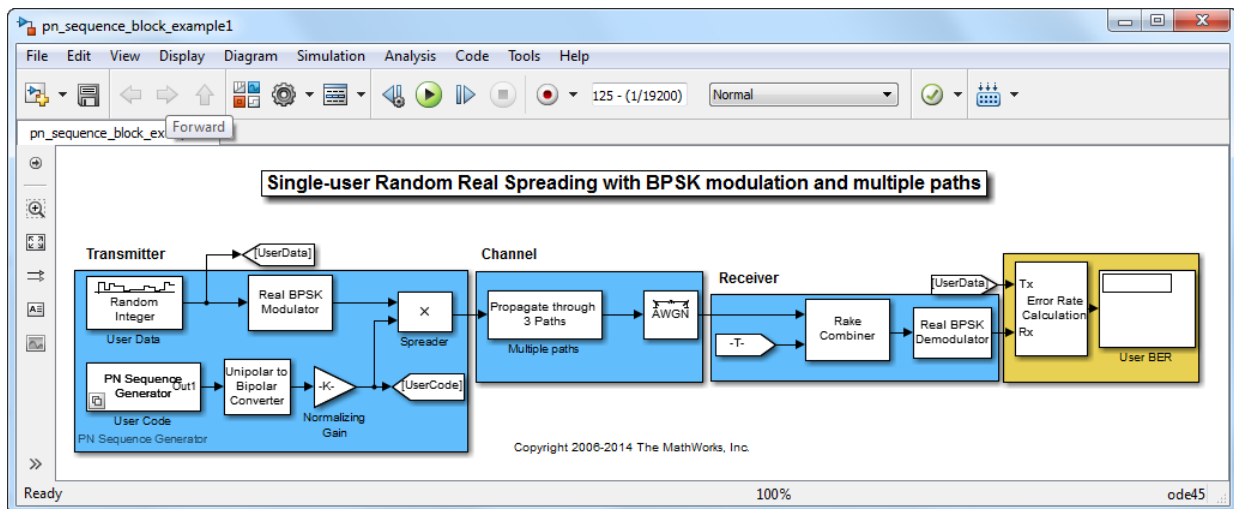 pn_sequence_block_example1
File Edit View Display Diagram Simulation Analysis Code Tools Help
125 - (1/19200)
Normal
Forward
pn_sequence_block_ex
Single-user Random Real Spreading with BPSK modulation and multiple paths
Transmitter
[UserData]
Random
Integer
User Data
Real BPSK
Modulator
×
Spreader
PN Sequence
Generator
Out1
User Code
PN Sequence Generator
Unipolar to
Bipolar
Converter
-K-
Normalizing
Gain
[UserCode]
Channel
Propagate through
3 Paths
Multiple paths
AWGN
Receiver
-T-
Rake
Combiner
Real BPSK
Demodulator
[UserData]
Tx
Error Rate
Calculation
Rx
User BER
Copyright 2006-2014 The MathWorks, Inc.
Ready
100%
ode45